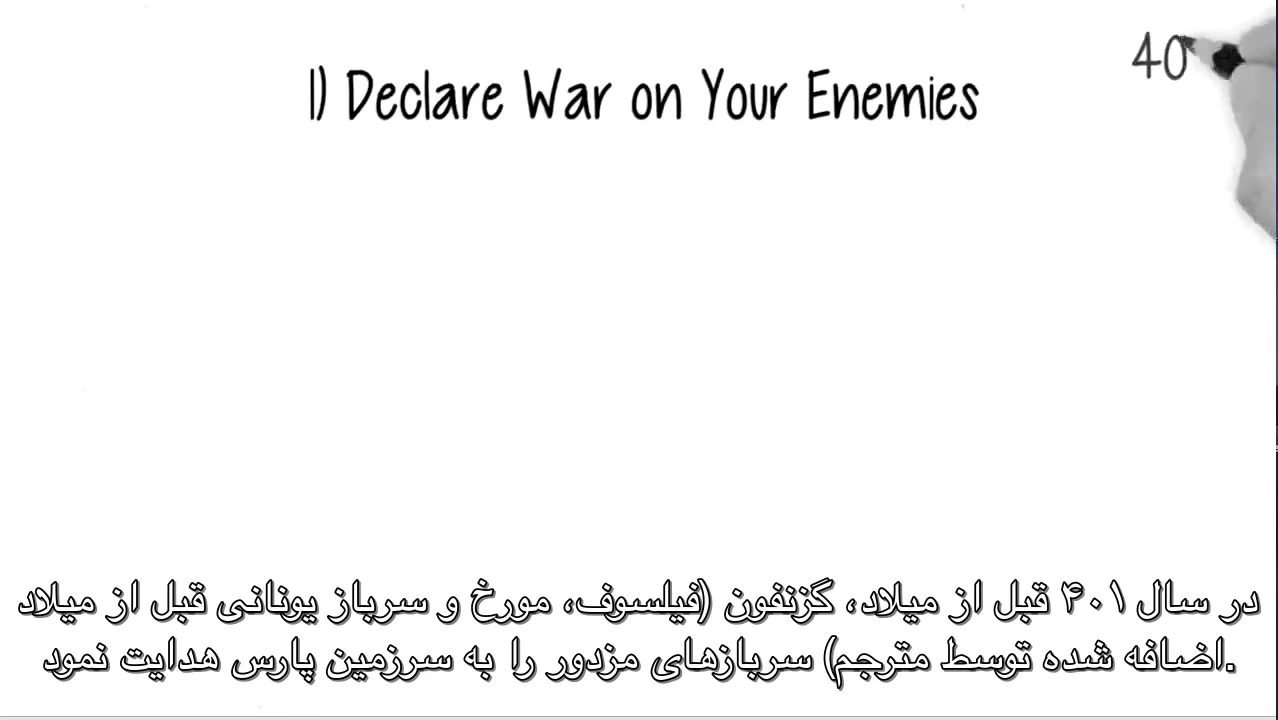 40
1) Declare War on Your Enemies
در سال ۴۰۱ قبل از میلاد، گزنفون (فیلسوف، مورخ و سرباز یونانی قبل از میلاد
اضافه شده توسط مترجم) سربازهای مزدور را به سرزمین پارس هدایت نمود.